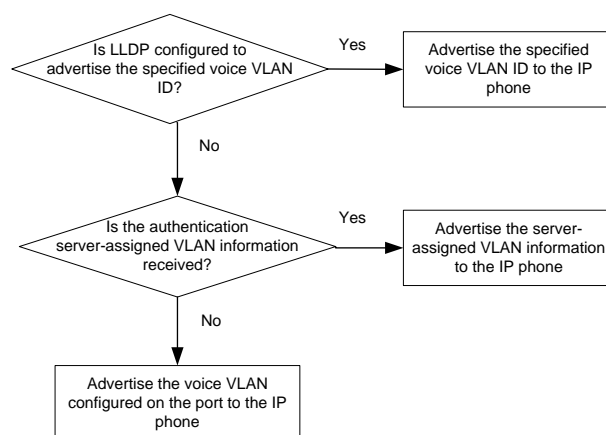 Is LLDP configured to
advertise the specified voice VLAN
ID?
Yes
Advertise the specified
voice VLAN ID to the IP
phone
No
Is the authentication
server-assigned VLAN information
received?
Yes
Advertise the server-
assigned VLAN information
to the IP phone
No
Advertise the voice VLAN
configured on the port to the IP
phone